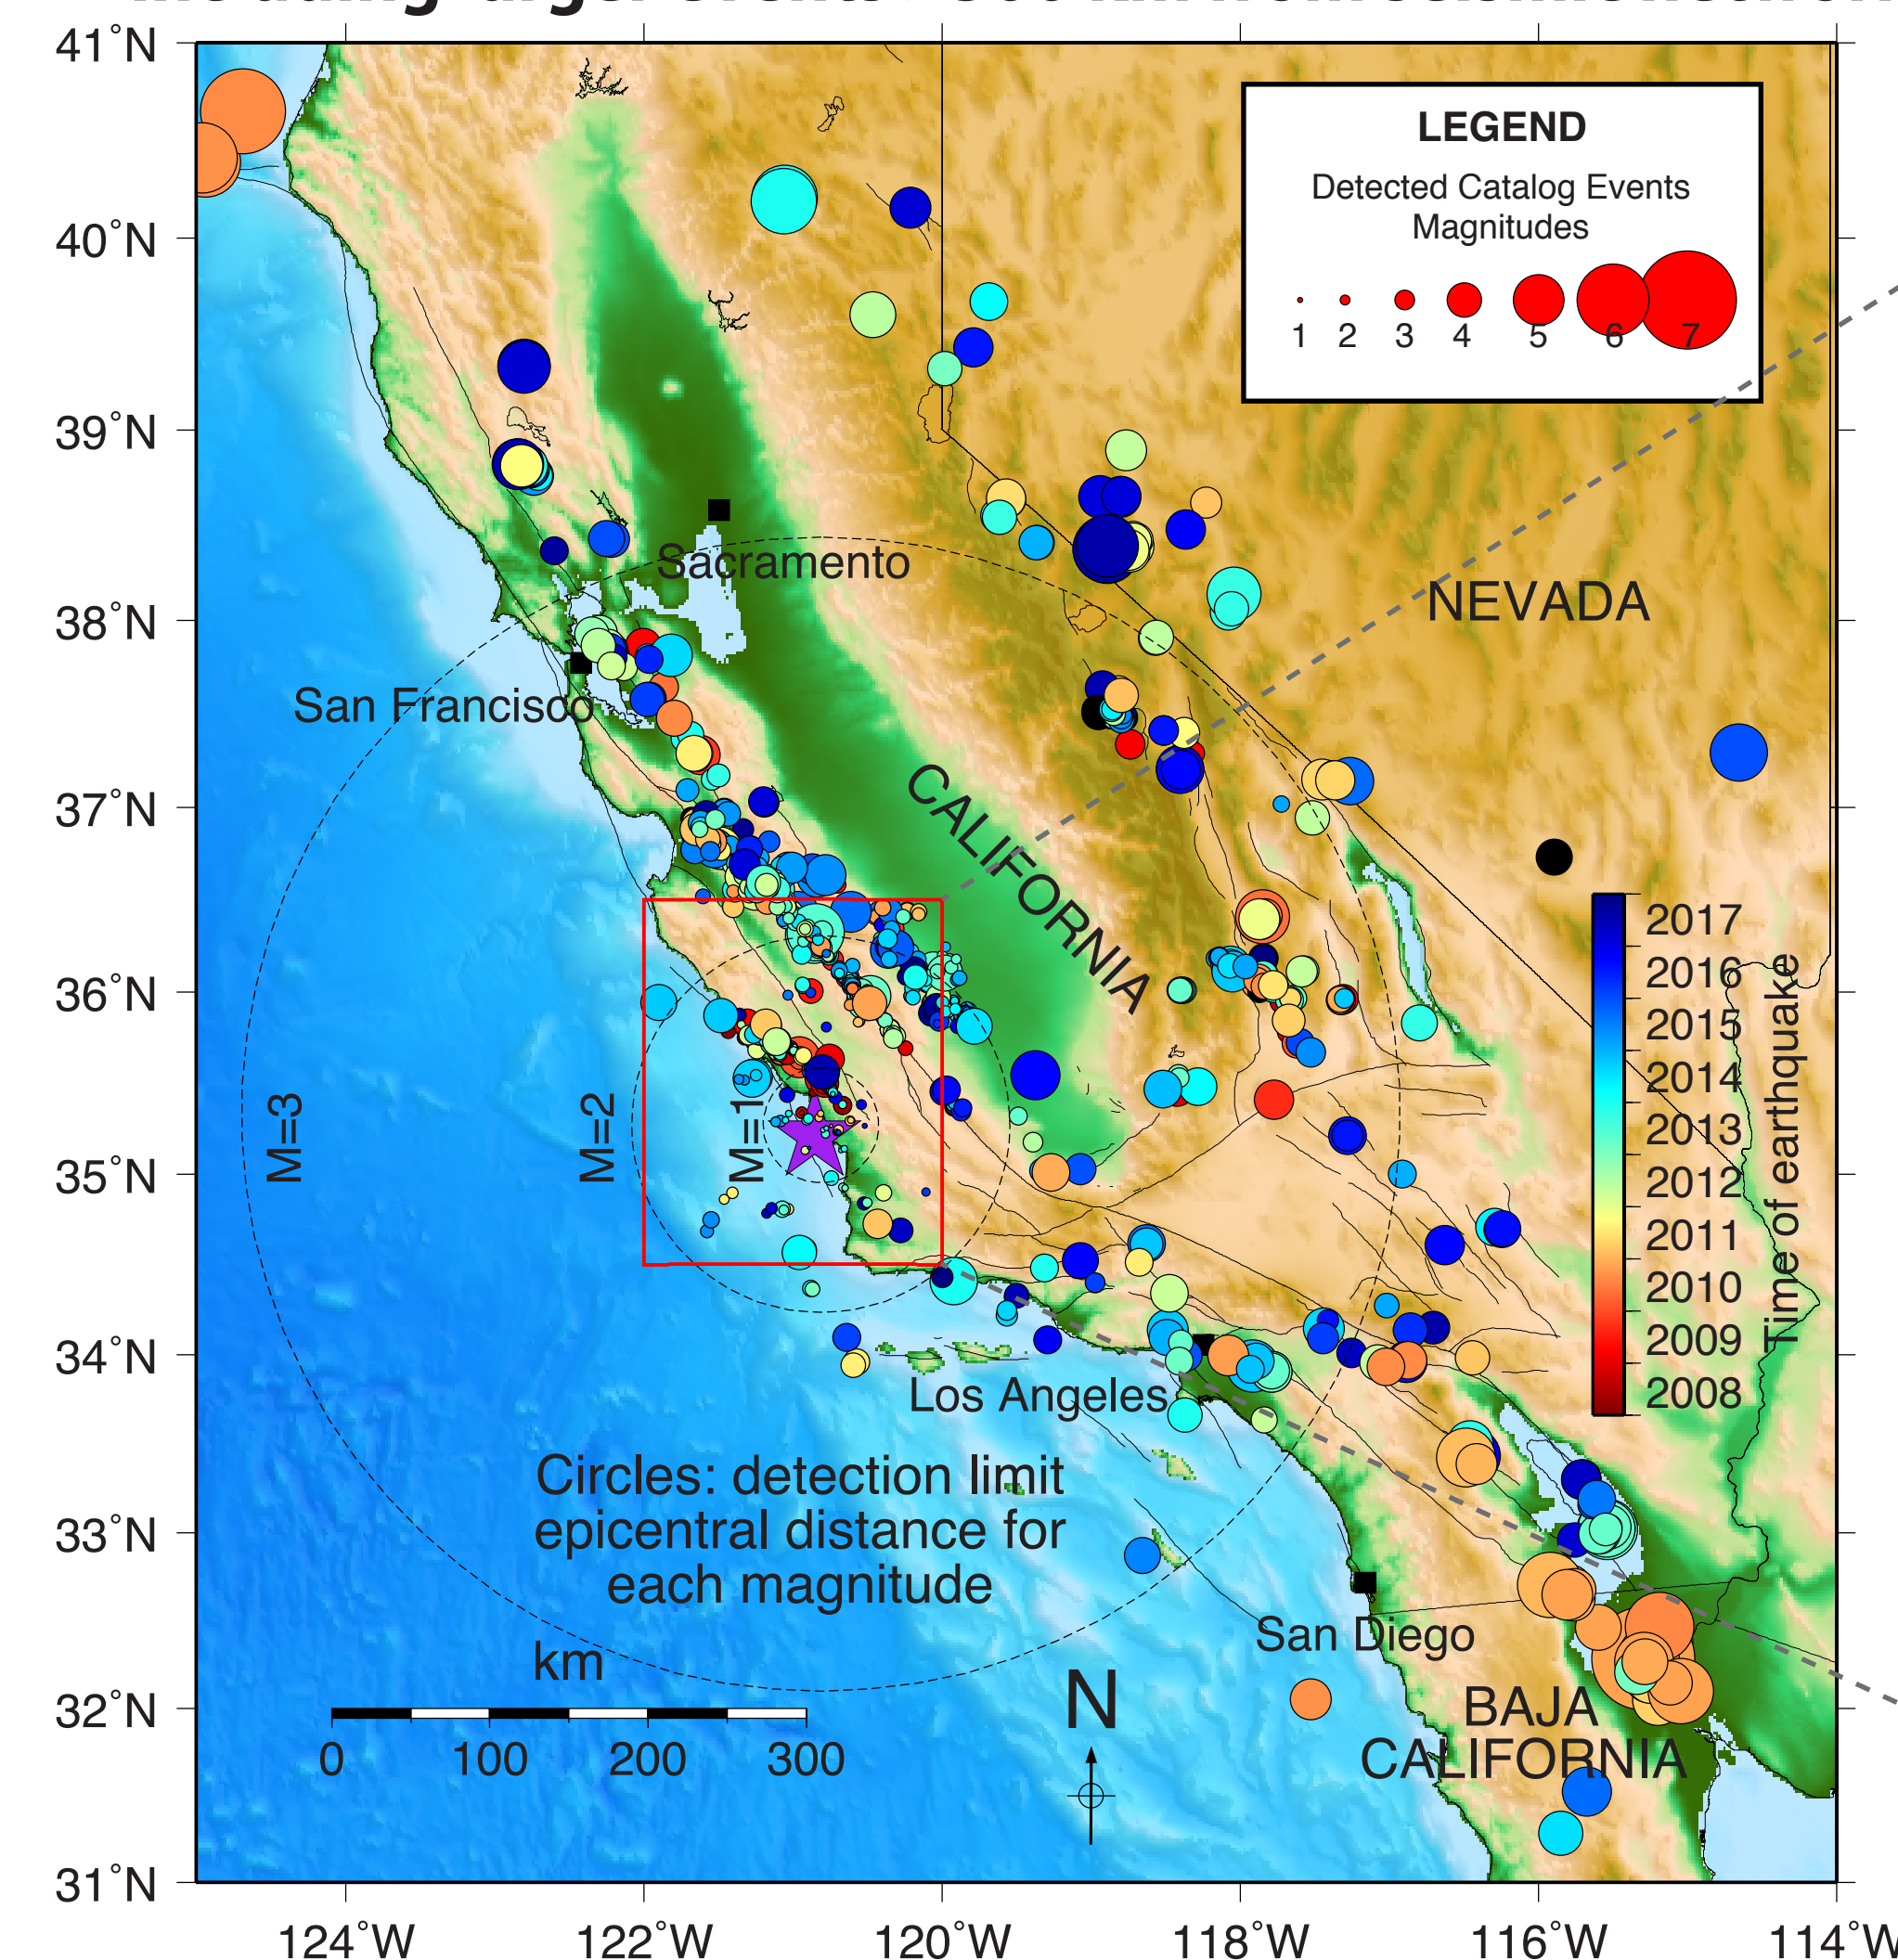 41°N
40°N
39°N
38°N
37°N
36°N
35°N
34°N
33°N
32°N
31°N
LEGEND
Detected Catalog Events
Magnitudes
1 2 3 4 5 6 7
NEVADA
Sacramento
San Francisco
CALIFORNIA
2017
2016
2015
2014
2013
2012
2011
2010
2009
2008
Time of earthquake
M=3
M=2
M=1
Los Angeles
Circles: detection limit
epicentral distance for
each magnitude
km
0 100 200 300
N
San Diego
BAJA
CALIFORNIA
124°W 122°W 120°W 118°W 116°W 114°W